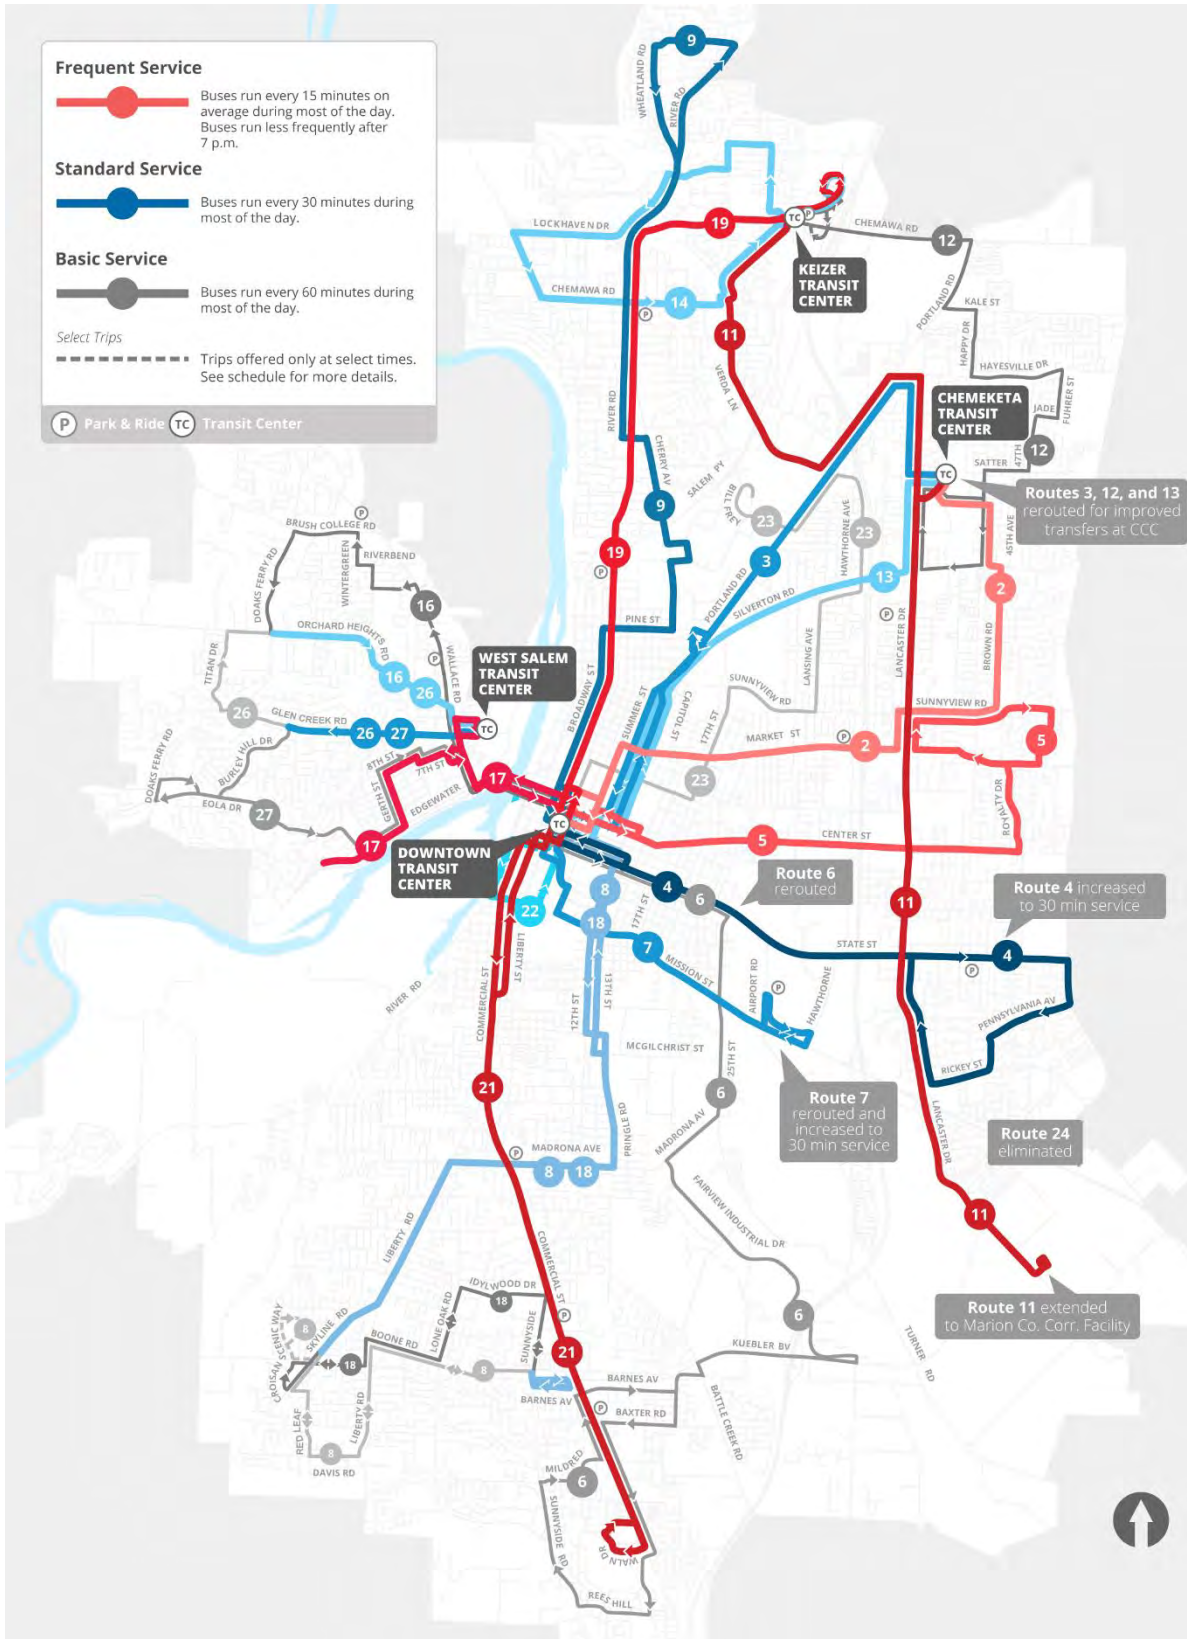 Frequent Service
Buses run every 15 minutes on
average during most of the day.
Buses run less frequently after
7 p.m.
Standard Service
Buses run every 30 minutes during
most of the day.
Basic Service
Buses run every 60 minutes during
most of the day.
Select Trips
Trips offered only at select times.
See schedule for more details.
P Park & Ride TC Transit Center
9
WHEATLAND RD
RIVER RD
LOCKHAVEN DR
19
TC
P
CHEMAWA RD
12
KEIZER
TRANSIT
CENTER
CHEMAWA RD
14
P
PORTLAND RD
KALE ST
11
HAPPY DR
HAYESVILLE DR
VERDA LN
FUHRER ST
RIVER RD
CHEMEKETA
TRANSIT
CENTER
JADE
CHERRY AV
47TH
12
SALEM PY
SATTER
TC
BILL FREY
23
HAWTHORNE AVE
23
9
Routes 3, 12, and 13
rerouted for improved
transfers at CCC
P
BRUSH COLLEGE RD
45TH AVE
19
P
RIVERBEND
WINTERGREEN
DOAKS FERRY RD
3
13
2
PORTLAND RD
SILVERTON RD
16
P
LANCASTER DR
PINE ST
ORCHARD HEIGHTS RD
BROWN RD
TITAN DR
P
WALLACE RD
WEST SALEM
TRANSIT
CENTER
LANSING AVE
16
26
SUNNYVIEW RD
SUNNYVIEW RD
BROADWAY ST
SUMMER ST
CAPITOL ST
17TH ST
26
GLEN CREEK RD
26
27
TC
MARKET ST
P
2
5
DOAKS FERRY RD
BURLEY HILL DR
8TH ST
7TH ST
GERTH ST
EDGEWATER
17
23
EOLA DR
27
ROYALTY DR
TC
5
CENTER ST
17
DOWNTOWN
TRANSIT
CENTER
Route 6
rerouted
8
4
6
Route 4 increased
to 30 min service
22
18
17TH ST
11
7
STATE ST
4
P
LIBERTY ST
MISSION ST
COMMERCIAL ST
AIRPORT RD
P
HAWTHORNE
RIVER RD
12TH ST
13TH ST
PENNSYLVANIA AV
MCGILCHRIST ST
25TH ST
RICKEY ST
21
6
Route 7
rerouted and
increased to
30 min service
PRINGLE RD
MADRONA AV
LANCASTER DR
Route 24
eliminated
P
MADRONA AVE
8
18
FAIRVIEW INDUSTRIAL DR
11
LIBERTY RD
COMMERCIAL ST
IDYLWOOD DR
18
CROISAN SCENIC WAY
8
SKYLINE RD
LONE OAK RD
P
6
Route 11 extended
to Marion Co. Corr. Facility
BOONE RD
SUNNYSIDE
KUEBLER BV
TURNER RD
21
18
8
BARNES AV
BARNES AV
P
BAXTER RD
BATTLE CREEK RD
RED LEAF
LIBERTY RD
8
DAVIS RD
MILDRED
6
SUNNYSIDE RD
WALN DR
REES HILL